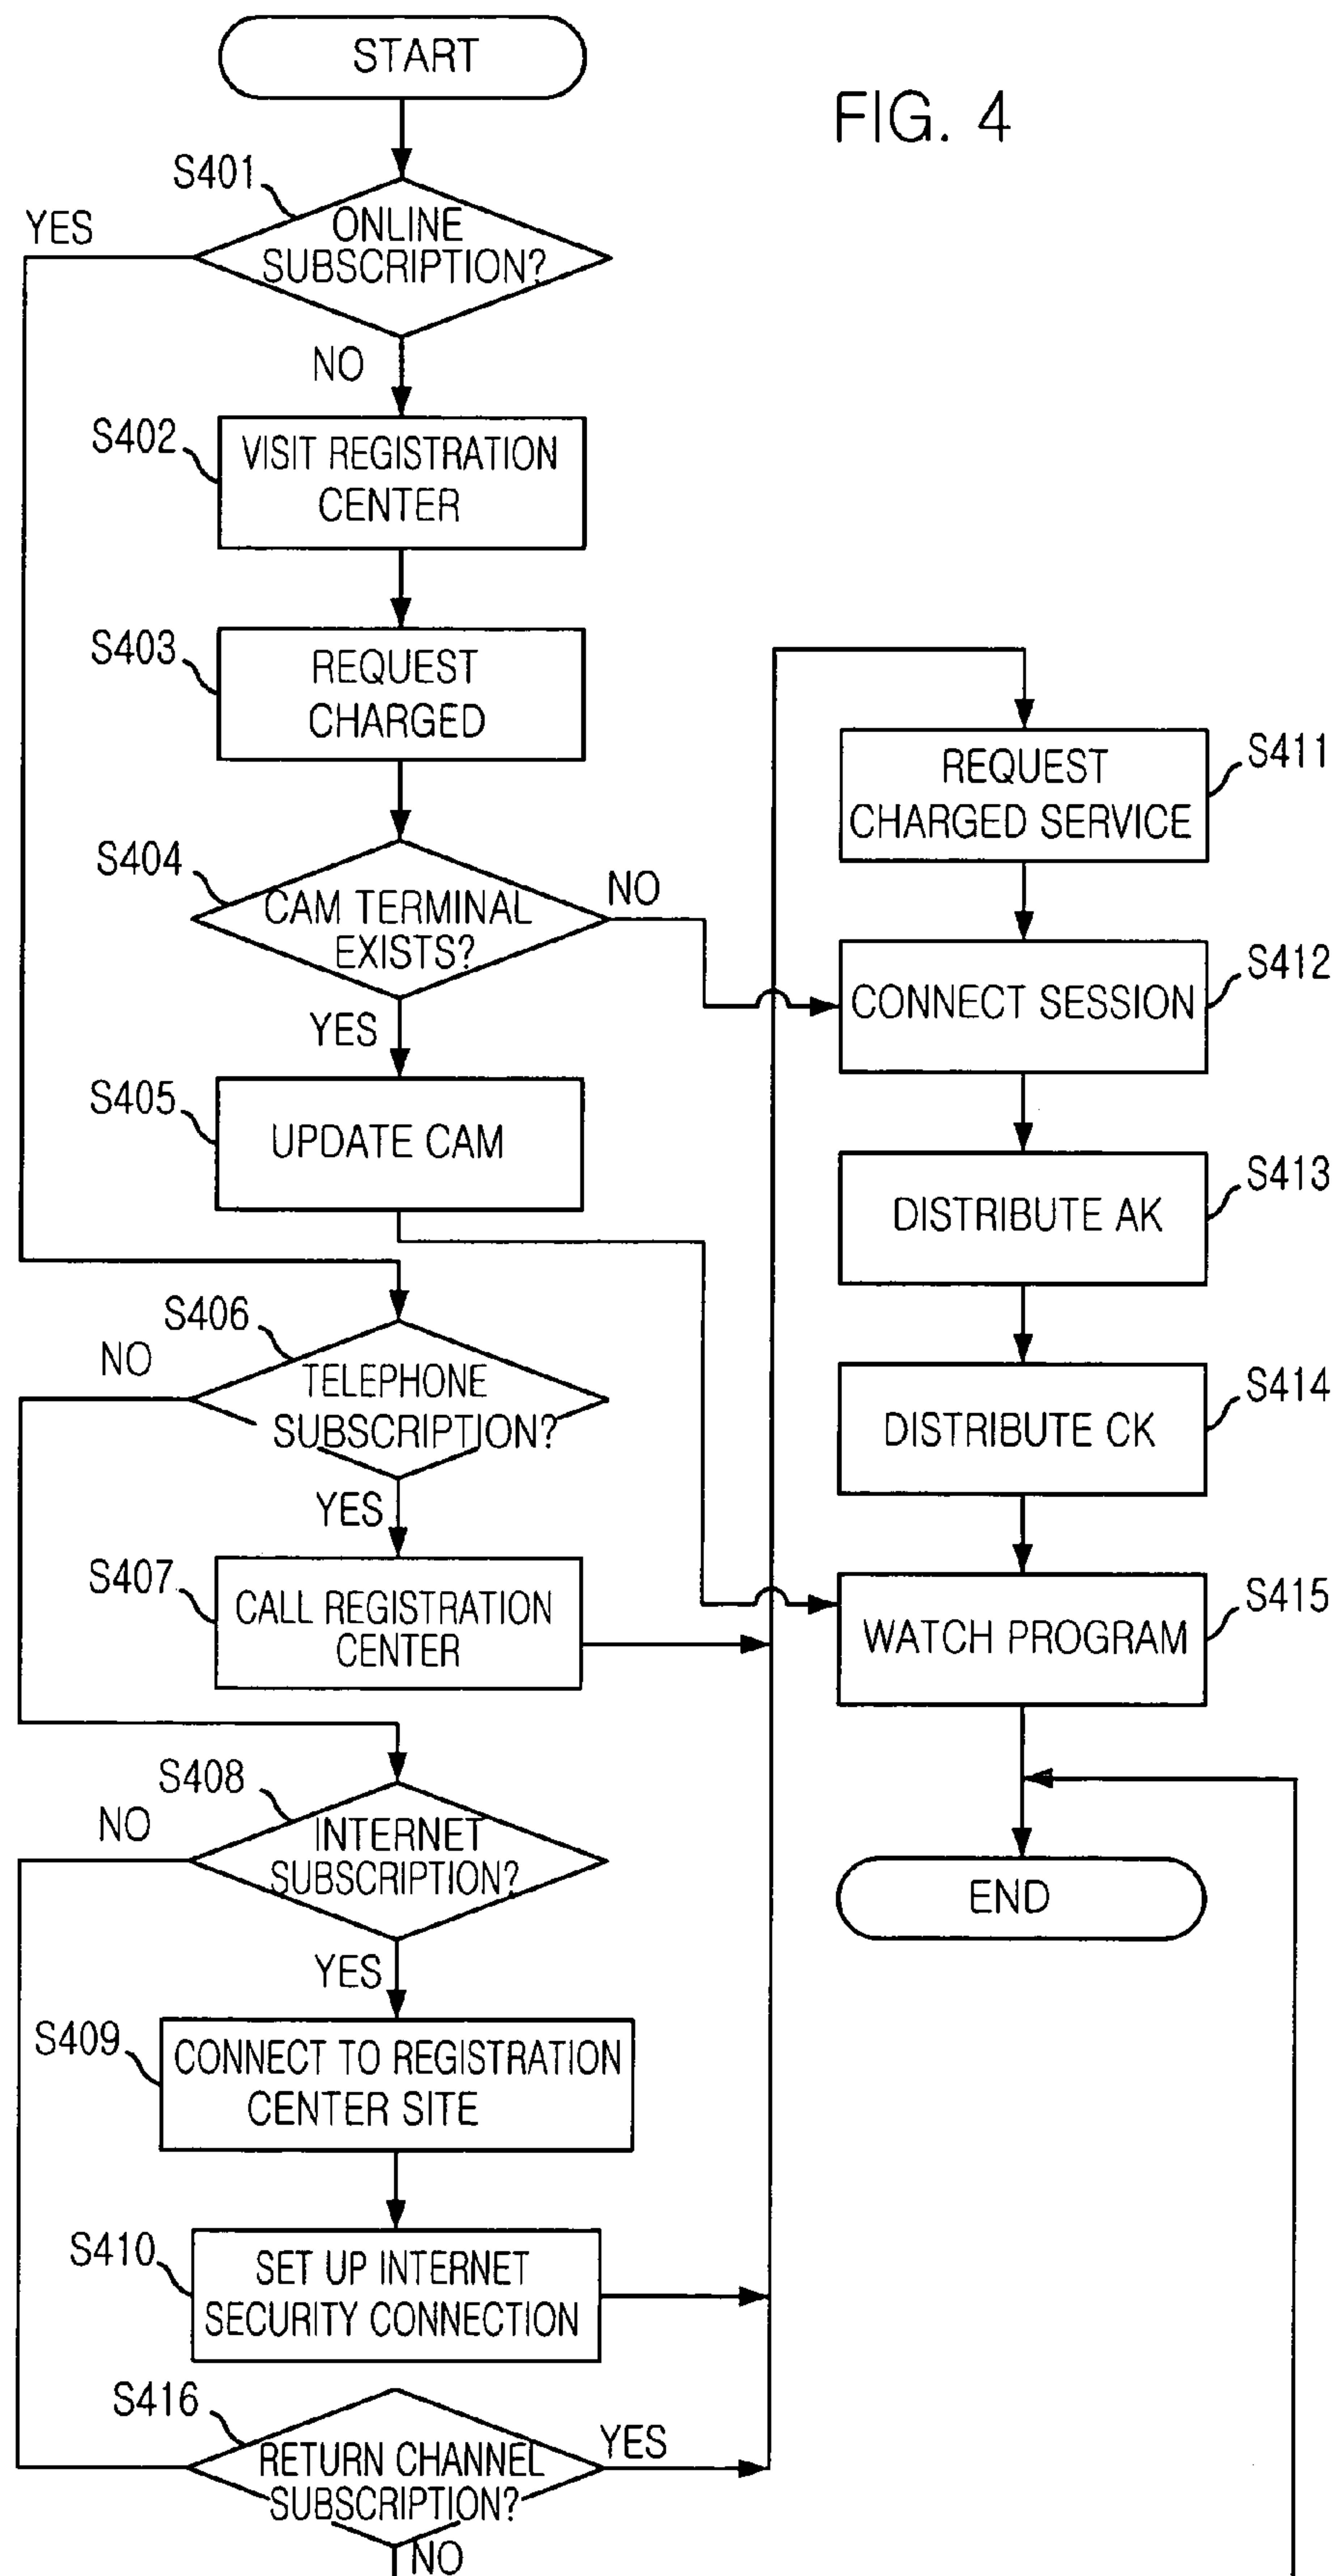 START
FIG. 4
S401
YES
ONLINE
SUBSCRIPTION?
NO
S402
VISIT REGISTRATION
CENTER
S403
REQUEST
CHARGED
S404
CAM TERMINAL
EXISTS?
NO
YES
S405
UPDATE CAM
S406
NO
TELEPHONE
SUBSCRIPTION?
YES
S407
CALL REGISTRATION
CENTER
S408
NO
INTERNET
SUBSCRIPTION?
YES
S409
CONNECT TO REGISTRATION
CENTER SITE
S410
SET UP INTERNET
SECURITY CONNECTION
S416
RETURN CHANNEL
SUBSCRIPTION?
YES
NO
REQUEST
CHARGED SERVICE
S411
CONNECT SESSION
S412
DISTRIBUTE AK
S413
DISTRIBUTE CK
S414
WATCH PROGRAM
S415
END